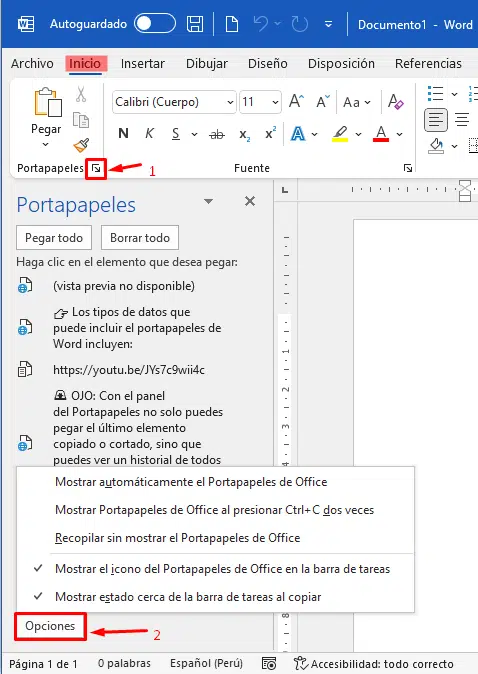 Autoguardado
Documento1 - Word
Archivo Inicio Insertar Dibujar Diseño Disposición Referencias
Calibri (Cuerpo) 11 A A Aa A
Pegar
N K S ab x₂ x² A A
Portapapeles 1 Fuente
Portapapeles
Pegar todo Borrar todo
Haga clic en el elemento que desea pegar:
(vista previa no disponible)
👉 Los tipos de datos que
puede incluir el portapapeles de
Word incluyen:
https://youtu.be/JYs7c9wii4c
🚨 OJO: Con el panel
del Portapapeles no solo puedes
pegar el último elemento
copiado o cortado, sino que
puedes ver un historial de todos
1
2
3
4
Mostrar automáticamente el Portapapeles de Office
Mostrar Portapapeles de Office al presionar Ctrl+C dos veces
Recopilar sin mostrar el Portapapeles de Office
Mostrar el icono del Portapapeles de Office en la barra de tareas
Mostrar estado cerca de la barra de tareas al copiar
Opciones 2
Página 1 de 1 0 palabras Español (Perú) Accesibilidad: todo correcto